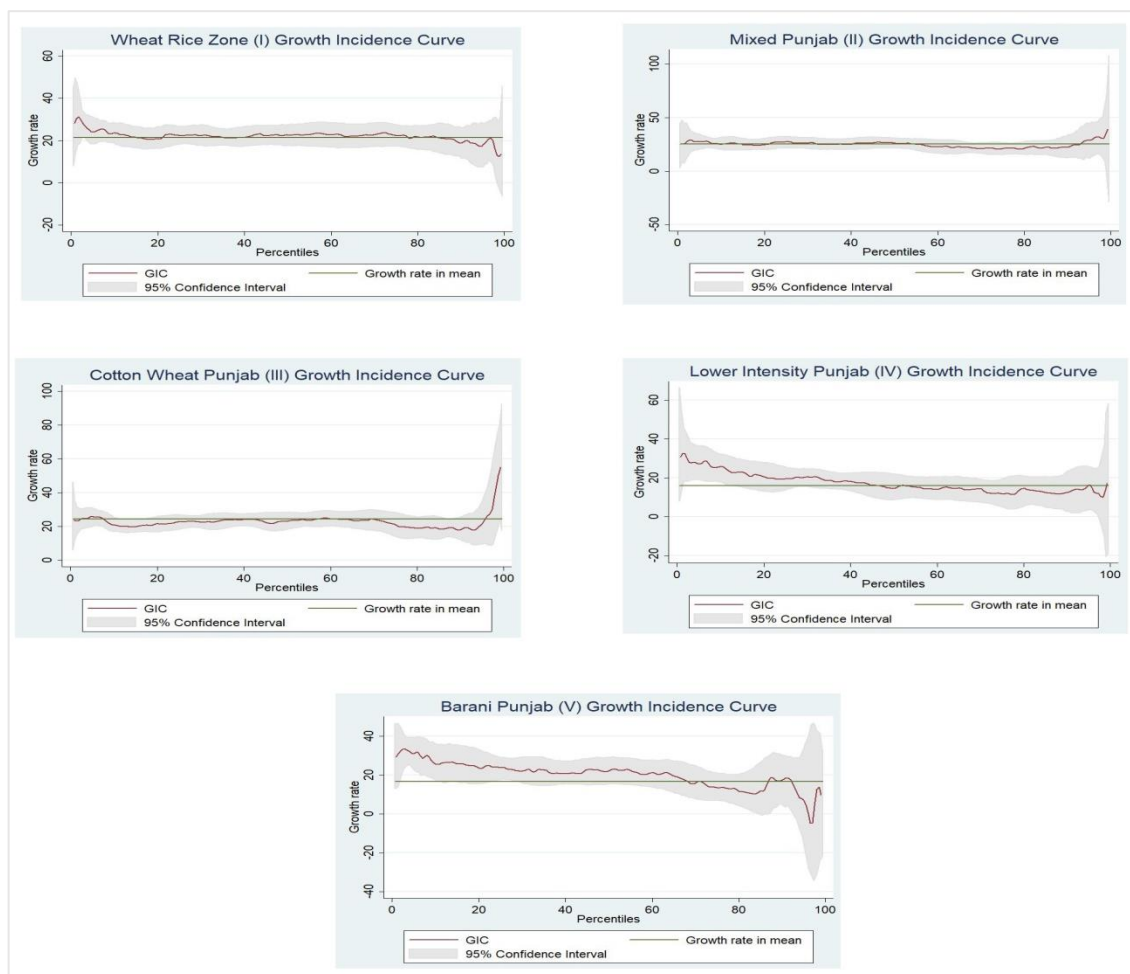 Wheat Rice Zone (I) Growth Incidence Curve
Growth rate
60
40
20
0
-20
0 20 40 60 80 100
Percentiles
GIC Growth rate in mean
95% Confidence Interval
Mixed Punjab (II) Growth Incidence Curve
Growth rate
100
50
0
-50
0 20 40 60 80 100
Percentiles
GIC Growth rate in mean
95% Confidence Interval
Cotton Wheat Punjab (III) Growth Incidence Curve
Growth rate
100
80
60
40
20
0
0 20 40 60 80 100
Percentiles
GIC Growth rate in mean
95% Confidence Interval
Lower Intensity Punjab (IV) Growth Incidence Curve
Growth rate
60
40
20
0
-20
0 20 40 60 80 100
Percentiles
GIC Growth rate in mean
95% Confidence Interval
Barani Punjab (V) Growth Incidence Curve
Growth rate
40
20
0
-20
-40
0 20 40 60 80 100
Percentiles
GIC Growth rate in mean
95% Confidence Interval